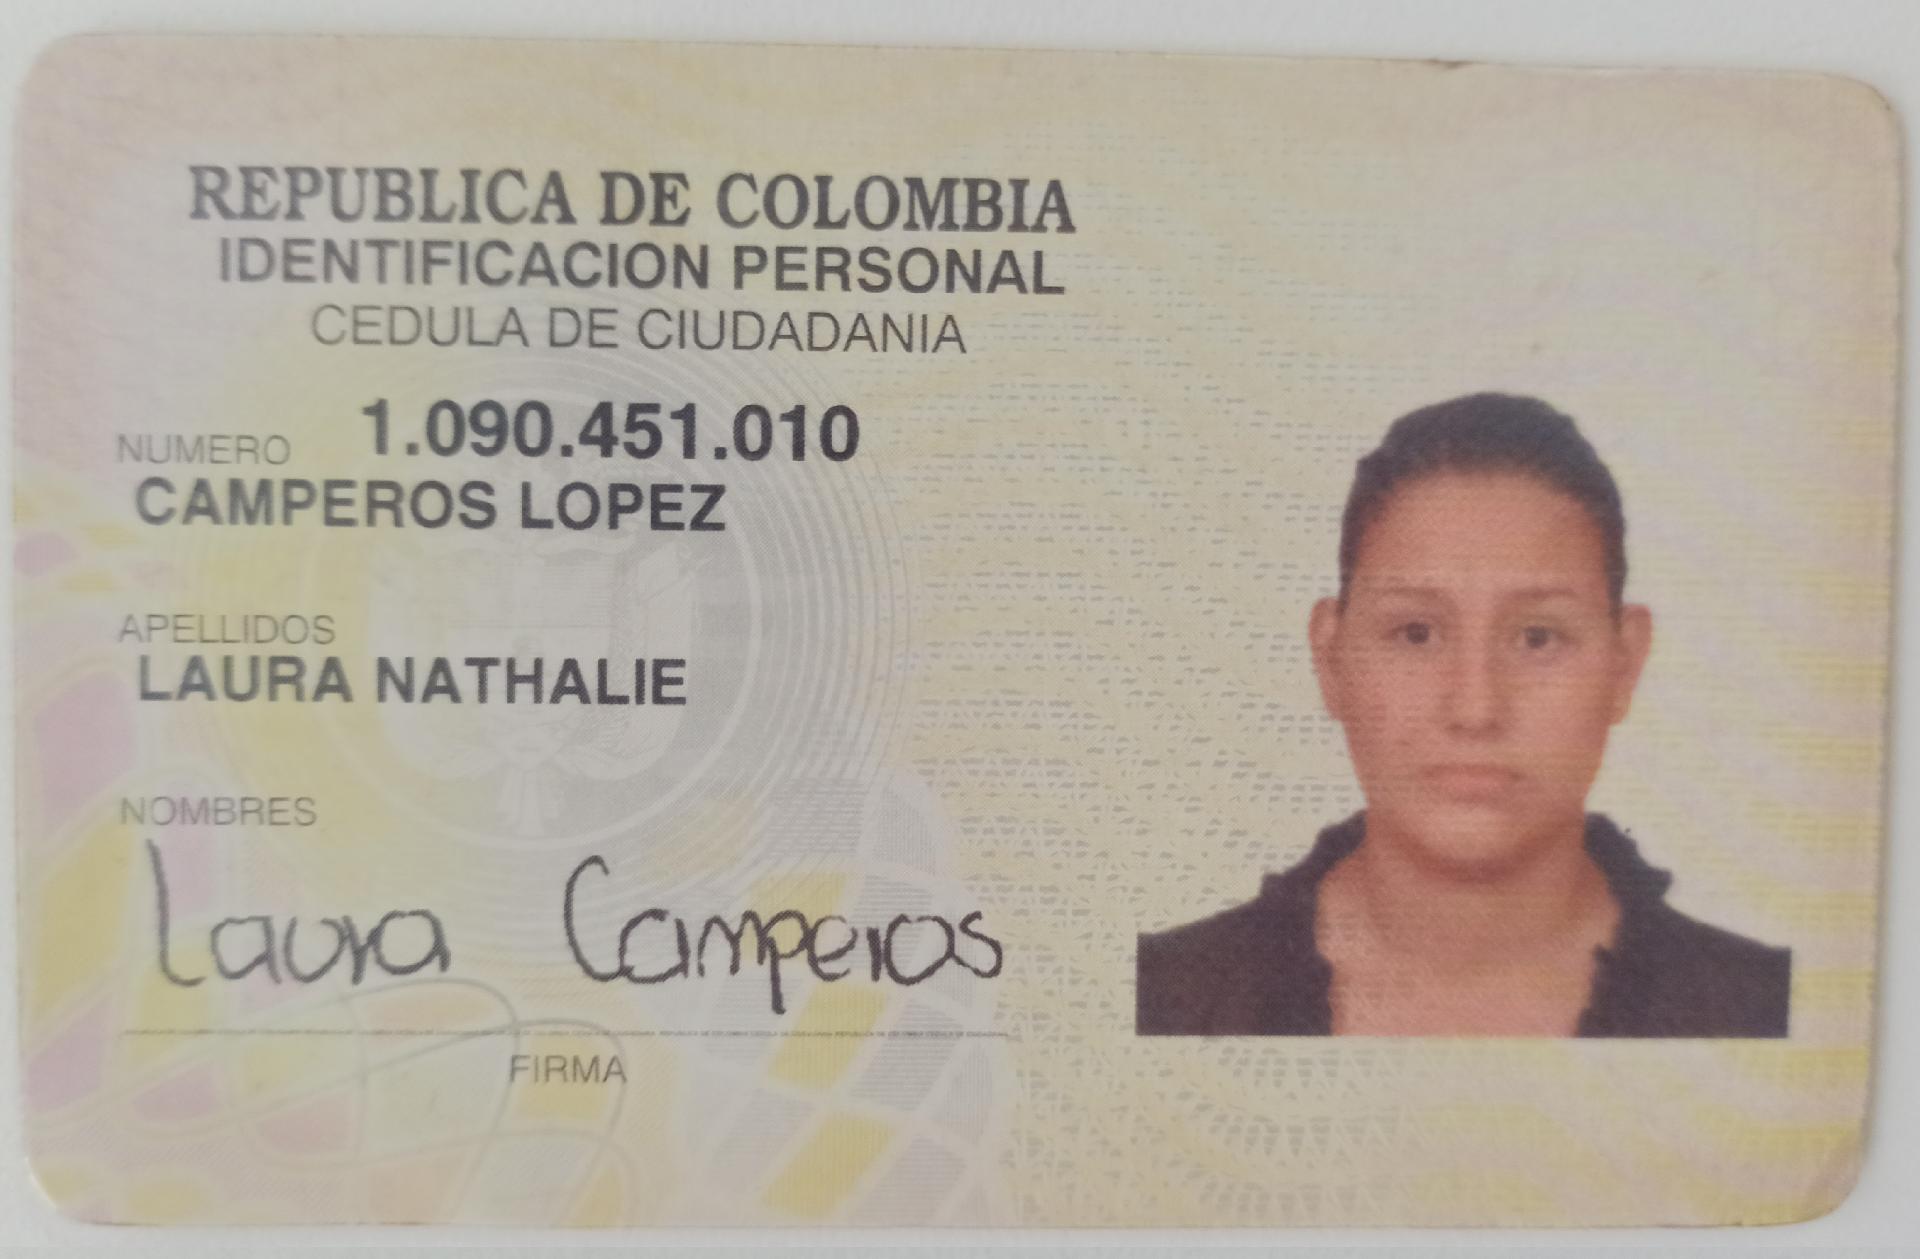 REPUBLICA DE COLOMBIA
IDENTIFICACION PERSONAL
CEDULA DE CIUDADANIA
NUMERO 1.090.451.010
CAMPEROS LOPEZ
APELLIDOS
LAURA NATHALIE
NOMBRES
Laura Camperos
FIRMA